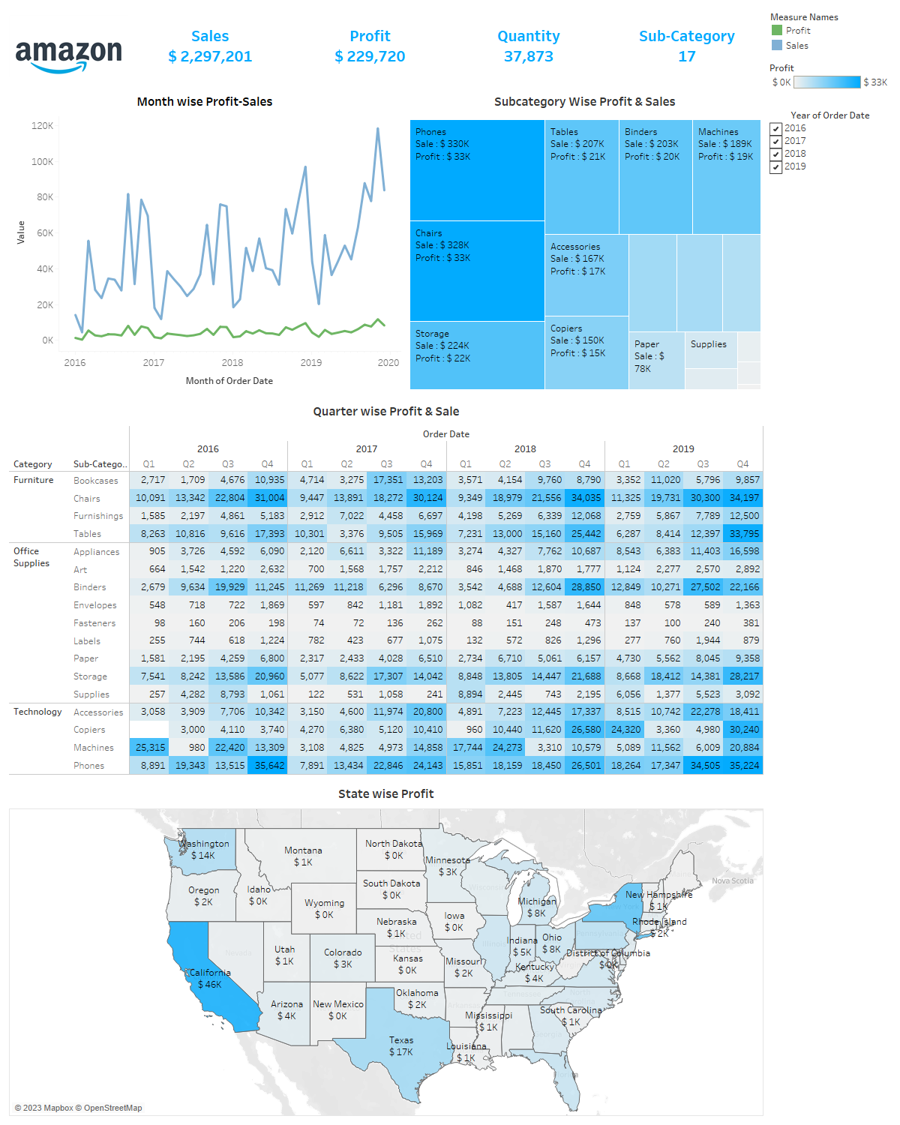 amazon
Sales
$ 2,297,201
Profit
$ 229,720
Quantity
37,873
Sub-Category
17
Measure Names
Profit
Sales
Profit
$ 0K $ 33K
Year of Order Date
2016
2017
2018
2019
Month wise Profit-Sales
120K
100K
80K
60K
40K
20K
0K
Value
2016 2017 2018 2019 2020
Month of Order Date
Subcategory Wise Profit & Sales
Phones
Sale : $ 330K
Profit : $ 33K
Chairs
Sale : $ 328K
Profit : $ 33K
Storage
Sale : $ 224K
Profit : $ 22K
Tables
Sale : $ 207K
Profit : $ 21K
Binders
Sale : $ 203K
Profit : $ 20K
Machines
Sale : $ 189K
Profit : $ 19K
Accessories
Sale : $ 167K
Profit : $ 17K
Copiers
Sale : $ 150K
Profit : $ 15K
Paper
Sale : $
78K
Supplies
Quarter wise Profit & Sale
Order Date
2016 2017 2018 2019
Category Sub-Catego.. Q1 Q2 Q3 Q4 Q1 Q2 Q3 Q4 Q1 Q2 Q3 Q4 Q1 Q2 Q3 Q4
Furniture Bookcases 2,717 1,709 4,676 10,935 4,714 3,275 17,351 13,203 3,571 4,154 9,760 8,790 3,352 11,020 5,796 9,857
Chairs 10,091 13,342 22,804 31,004 9,447 13,891 18,272 30,124 9,349 18,979 21,556 34,035 11,325 19,731 30,300 34,197
Furnishings 1,585 2,197 4,861 5,183 2,912 7,022 4,458 6,697 4,198 5,269 6,339 12,068 2,759 5,867 7,789 12,500
Tables 8,263 10,816 9,616 17,393 10,301 3,376 9,505 15,969 7,231 13,000 15,160 25,442 6,287 8,414 12,397 33,795
Office Supplies Appliances 905 3,726 4,592 6,090 2,120 6,611 3,322 11,189 3,274 4,327 7,762 10,687 8,543 6,383 11,403 16,598
Art 664 1,542 1,220 2,632 700 1,568 1,757 2,212 846 1,468 1,870 1,777 1,124 2,277 2,570 2,892
Binders 2,679 9,634 19,929 11,245 11,269 11,218 6,296 8,670 3,542 4,688 12,604 28,850 12,849 10,271 27,502 22,166
Envelopes 548 718 722 1,869 597 842 1,181 1,892 1,082 417 1,587 1,644 848 578 589 1,363
Fasteners 98 160 206 198 74 72 136 262 88 151 248 473 137 100 240 381
Labels 255 744 618 1,224 782 423 677 1,075 132 572 826 1,296 277 760 1,944 879
Paper 1,581 2,195 4,259 6,800 2,317 2,433 4,028 6,510 2,734 6,710 5,061 6,157 4,730 5,562 8,045 9,358
Storage 7,541 8,242 13,586 20,960 5,077 8,622 17,307 14,042 8,848 13,805 14,447 21,688 8,668 18,412 14,381 28,217
Supplies 257 4,282 8,793 1,061 122 531 1,058 241 8,894 2,445 743 2,195 6,056 1,377 5,523 3,092
Technology Accessories 3,058 3,909 7,706 10,342 3,150 4,600 11,974 20,800 4,891 7,223 12,445 17,337 8,515 10,742 22,278 18,411
Copiers 3,000 4,110 3,740 4,270 6,380 5,120 10,410 960 10,440 11,620 26,580 24,320 3,360 4,980 30,240
Machines 25,315 980 22,420 13,309 3,108 4,825 4,973 14,858 17,744 24,273 3,310 10,579 5,089 11,562 6,009 20,884
Phones 8,891 19,343 13,515 35,642 7,891 13,434 22,846 24,143 15,851 18,159 18,450 26,501 18,264 17,347 34,505 35,224
State wise Profit
Washington
$ 14K
Montana
$ 1K
North Dakota
$ 0K
Minnesota
$ 3K
Oregon
$ 2K
Idaho
$ 0K
Wyoming
$ 0K
South Dakota
$ 0K
Michigan
$ 8K
New Hampshire
$ 1K
Nova Scotia
Nebraska
$ 1K
Iowa
$ 0K
Rhode Island
$ 2K
Utah
$ 1K
Colorado
$ 3K
Kansas
$ 0K
Missouri
$ 2K
Indiana
$ 5K
Ohio
$ 8K
District of Columbia
$ 0K
Kentucky
$ 4K
California
$ 46K
Arizona
$ 4K
New Mexico
$ 0K
Oklahoma
$ 2K
Mississippi
$ 1K
South Carolina
$ 1K
Texas
$ 17K
Louisiana
$ 1K
© 2023 Mapbox © OpenStreetMap